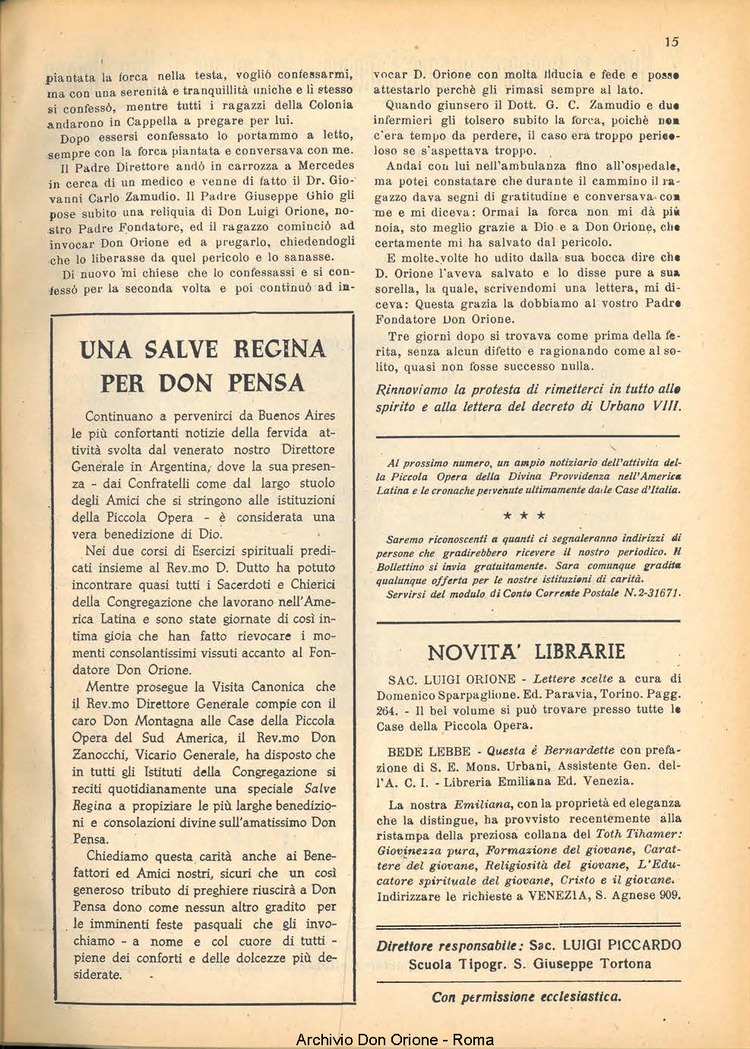 15
piantata la forca nella testa, vogliò confessarmi,
ma con una serenità e tranquillità uniche e li stesso
si confessò, mentre tutti i ragazzi della Colonia
andarono in Cappella a pregare per lui.
Dopo essersi confessato lo portammo a letto,
sempre con la forca piantata e conversava con me.
Il Padre Direttore andò in carrozza a Mercedes
in cerca di un medico e venne di fatto il Dr. Gio-
vanni Carlo Zamudio. Il Padre Giuseppe Ghio gli
pose subito una reliquia di Don Luigi Orione, no-
stro Padre Fondatore, ed il ragazzo cominciò ad
invocar Don Orione ed a pregarlo, chiedendogli
che lo liberasse da quel pericolo e lo sanasse.
Di nuovo mi chiese che lo confessassi e si con-
fessò per la seconda volta e poi continuò ad in-
UNA SALVE REGINA
PER DON PENSA
Continuano a pervenirci da Buenos Aires
le più confortanti notizie della fervida at-
tività svolta dal venerato nostro Direttore
Generale in Argentina, dove la sua presen-
za - dai Confratelli come dal largo stuolo
degli Amici che si stringono alle istituzioni
della Piccola Opera - è considerata una
vera benedizione di Dio.
Nei due corsi di Esercizi spirituali predi-
cati insieme al Rev.mo D. Dutto ha potuto
incontrare quasi tutti i Sacerdoti e Chierici
della Congregazione che lavorano nell'Ame-
rica Latina e sono state giornate di così in-
tima gioia che han fatto rievocare i mo-
menti consolantissimi vissuti accanto al Fon-
datore Don Orione.
Mentre prosegue la Visita Canonica che
il Rev.mo Direttore Generale compie con il
caro Don Montagna alle Case della Piccola
Opera del Sud America, il Rev.mo Don
Zanocchi, Vicario Generale, ha disposto che
in tutti gli Istituti della Congregazione si
reciti quotidianamente una speciale Salve
Regina a propiziare le più larghe benedizio-
ni e consolazioni divine sull'amatissimo Don
Pensa.
Chiediamo questa carità anche ai Bene-
fattori ed Amici nostri, sicuri che un così
generoso tributo di preghiere riuscirà a Don
Pensa dono come nessun altro gradito per
le imminenti feste pasquali che gli invo-
chiamo - a nome e col cuore di tutti -
piene dei conforti e delle dolcezze più de-
siderate.
vocar D. Orione con molta fiducia e fede e posso
attestarlo perchè gli rimasi sempre al lato.
Quando giunsero il Dott. G. C. Zamudio e due
infermieri gli tolsero subito la forca, poichè non
c'era tempo da perdere, il caso era troppo perico-
loso se s'aspettava troppo.
Andai con lui nell'ambulanza fino all'ospedale,
ma potei constatare che durante il cammino il ra-
gazzo dava segni di gratitudine e conversava con
me e mi diceva: Ormai la forca non mi dà più
noia, sto meglio grazie a Dio e a Don Orione, che
certamente mi ha salvato dal pericolo.
E molte volte ho udito dalla sua bocca dire che
D. Orione l'aveva salvato e lo disse pure a sua
sorella, la quale, scrivendomi una lettera, mi di-
ceva: Questa grazia la dobbiamo al vostro Padre
Fondatore Don Orione.
Tre giorni dopo si trovava come prima della fe-
rita, senza alcun difetto e ragionando come al so-
lito, quasi non fosse successo nulla.
Rinnoviamo la protesta di rimetterci in tutto allo
spirito e alla lettera del decreto di Urbano VIII.
Al prossimo numero, un ampio notiziario dell'attivita del-
la Piccola Opera della Divina Provvidenza nell'America
Latina e le cronache pervenute ultimamente dalle Case d'Italia.
* * *
Saremo riconoscenti a quanti ci segnaleranno indirizzi di
persone che gradirebbero ricevere il nostro periodico. Il
Bollettino si invia gratuitamente. Sara comunque gradita
qualunque offerta per le nostre istituzioni di carità.
Servirsi del modulo di Conto Corrente Postale N. 2-31671.
NOVITA' LIBRARIE
SAC. LUIGI ORIONE - Lettere scelte a cura di
Domenico Sparpaglione. Ed. Paravia, Torino. Pagg.
264. - Il bel volume si può trovare presso tutte le
Case della Piccola Opera.
BEDE LEBBE - Questa è Bernardette con prefa-
zione di S. E. Mons. Urbani, Assistente Gen. del-
l'A. C. I. - Libreria Emiliana Ed. Venezia.
La nostra Emiliana, con la proprietà ed eleganza
che la distingue, ha provvisto recentemente alla
ristampa della preziosa collana del Toth Tihamer:
Giovinezza pura, Formazione del giovane, Carat-
tere del giovane, Religiosità del giovane, L'Edu-
catore spirituale del giovane, Cristo e il giovane.
Indirizzare le richieste a VENEZIA, S. Agnese 909.
Direttore responsabile: Sac. LUIGI PICCARDO
Scuola Tipogr. S. Giuseppe Tortona
Con permissione ecclesiastica.
Archivio Don Orione - Roma